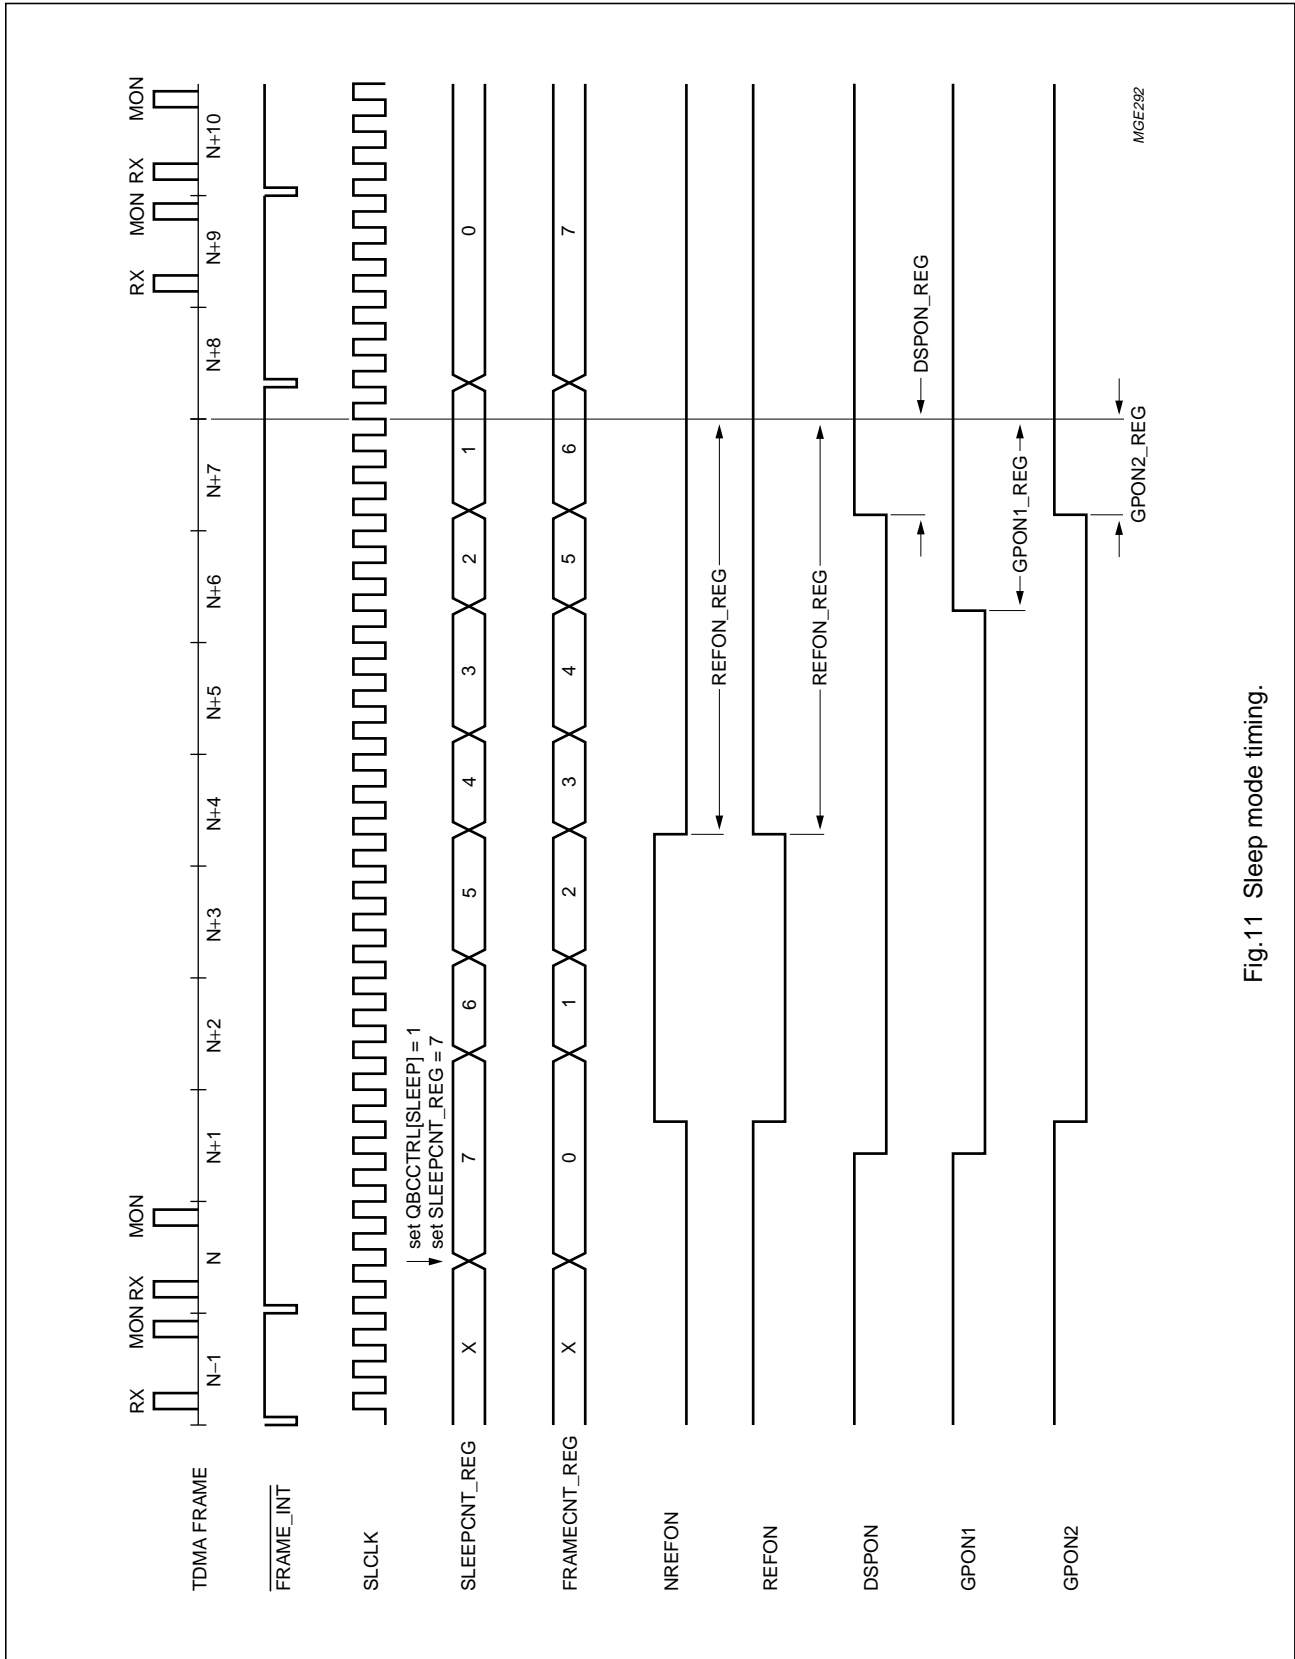 RX MON RX MON RX MON RX MON
TDMA FRAME N–1 N N+1 N+2 N+3 N+4 N+5 N+6 N+7 N+8 N+9 N+10
FRAME_INT
SLCLK
set QBCCTRL[SLEEP] = 1
set SLEEPCNT_REG = 7
SLEEPCNT_REG X 7 6 5 4 3 2 1 0
FRAMECNT_REG X 0 1 2 3 4 5 6 7
NREFON
REFON_REG
REFON
REFON_REG
DSPON
DSPON_REG
GPON1
GPON1_REG
GPON2
GPON2_REG
MGE292
Fig.11 Sleep mode timing.